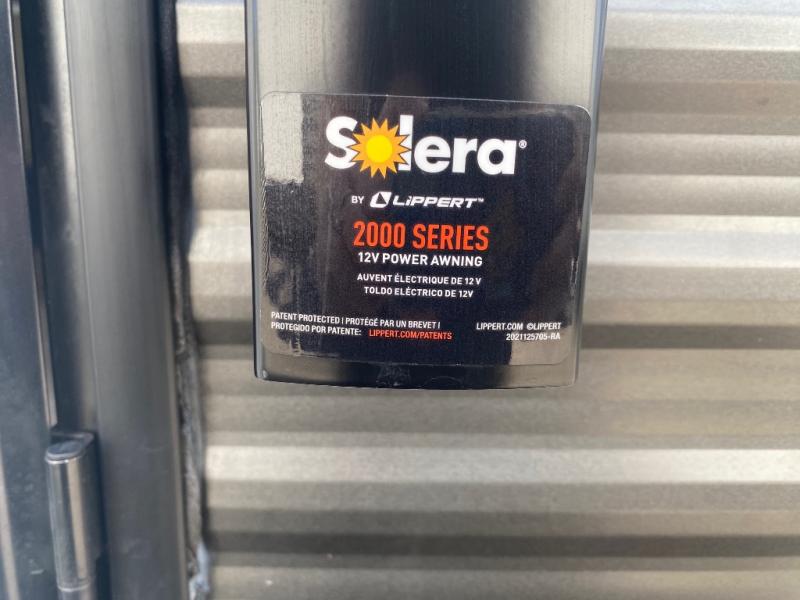 Solera®
BY LiPPERT™
2000 SERIES
12V POWER AWNING
AUVENT ÉLECTRIQUE DE 12 V
TOLDO ELÉCTRICO DE 12V
PATENT PROTECTED | PROTÉGÉ PAR UN BREVET |
PROTEGIDO POR PATENTE: LIPPERT.COM/PATENTS
LIPPERT.COM ©LIPPERT
2021125705-RA